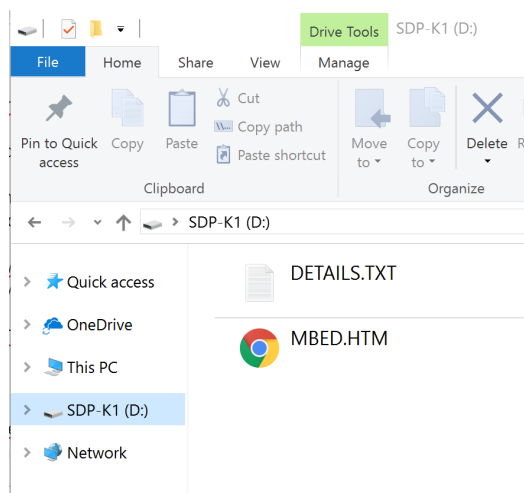 Drive Tools
SDP-K1 (D:)
File
Home
Share
View
Manage
Pin to Quick
access
Copy
Paste
Cut
Copy path
Paste shortcut
Move
to
Copy
to
Delete
Clipboard
Organize
SDP-K1 (D:)
Quick access
OneDrive
This PC
SDP-K1 (D:)
Network
DETAILS.TXT
MBED.HTM